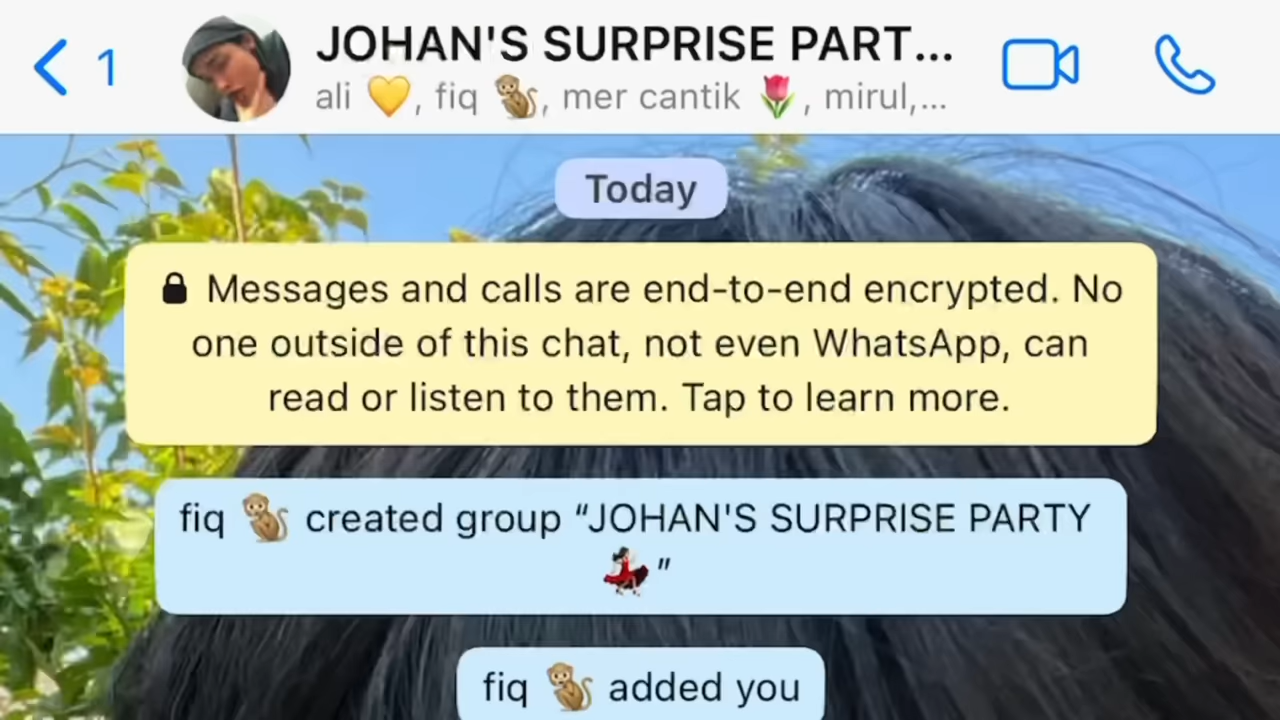 1
JOHAN'S SURPRISE PART...
ali 💛, fiq 🐒, mer cantik 🌷, mirul,...
Today
🔒 Messages and calls are end-to-end encrypted. No
one outside of this chat, not even WhatsApp, can
read or listen to them. Tap to learn more.
fiq 🐒 created group “JOHAN'S SURPRISE PARTY
💃🏻”
fiq 🐒 added you